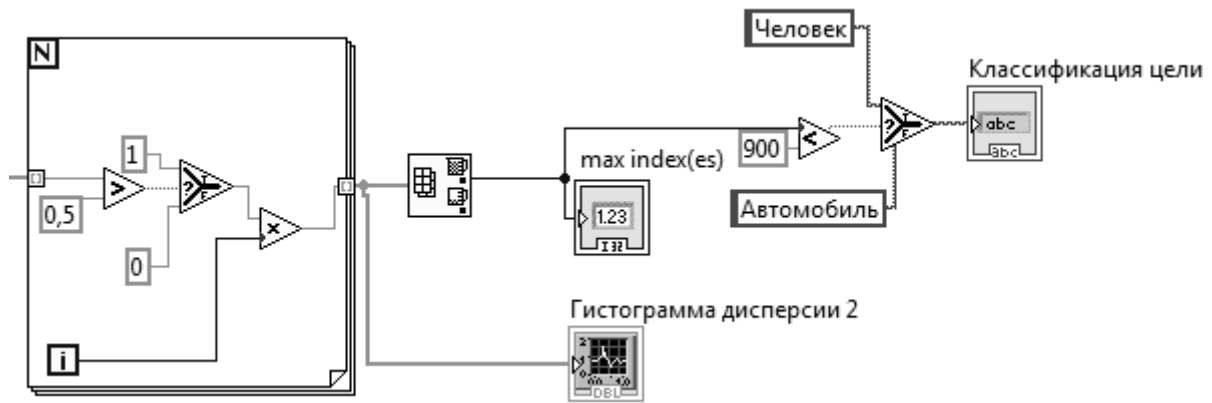 Человек
Классификация цели
N
1
>
?
T
F
0,5
0
x
i
max index(es)
1.23
I32
900
<
?
T
F
abc
abc
Автомобиль
Гистограмма дисперсии 2
DBL